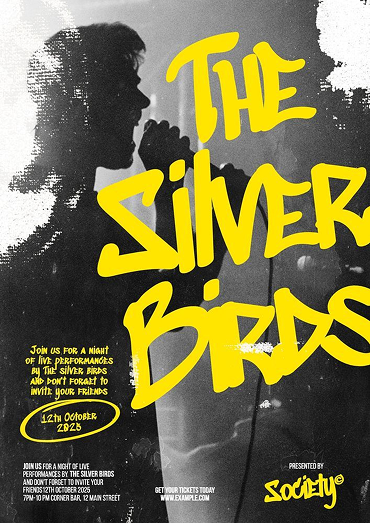 THE
SilVER
BiRDS
Join us for a night
of live performances
by The Silver Birds
and don't forget to
invite your friends
12th October
2023
JOIN US FOR A NIGHT OF LIVE
PERFORMANCES BY, THE SILVER BIRDS
AND DON'T FORGET TO INVITE YOUR
FRIENDS12TH OCTOBER 2025
7PM-10 PM CORNER BAR, 12 MAIN STREET
GET YOUR TICKETS TODAY
WWW.EXAMPLE.COM
PRESENTED BY
SOCiETy©